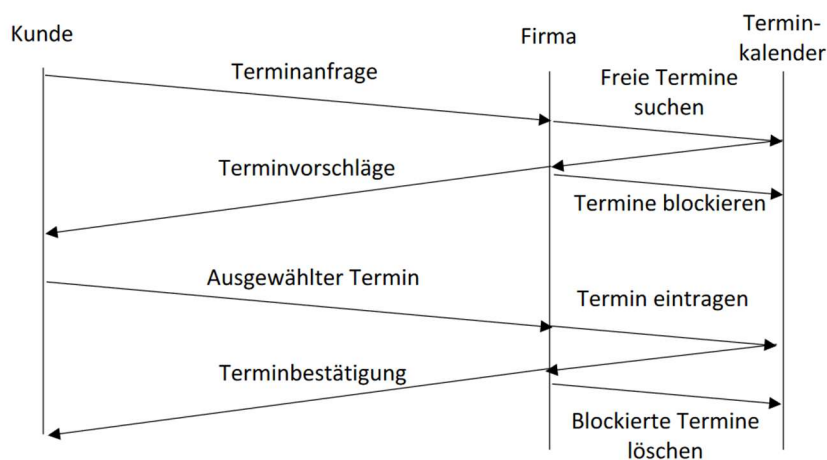 Kunde
Firma
Termin-
kalender
Terminanfrage
Freie Termine
suchen
Terminvorschläge
Termine blockieren
Ausgewählter Termin
Termin eintragen
Terminbestätigung
Blockierte Termine
löschen